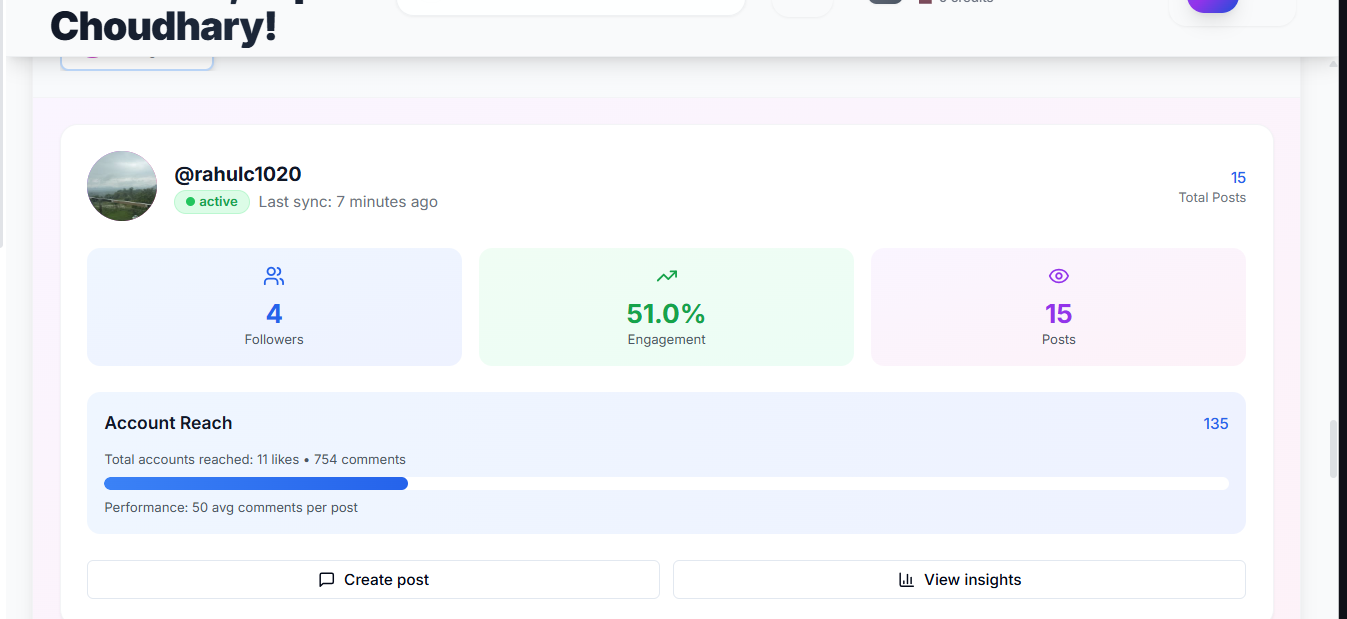 Choudhary!
@rahulc1020
active
Last sync: 7 minutes ago
15
Total Posts
4
Followers
51.0%
Engagement
15
Posts
Account Reach
135
Total accounts reached: 11 likes • 754 comments
Performance: 50 avg comments per post
Create post
View insights